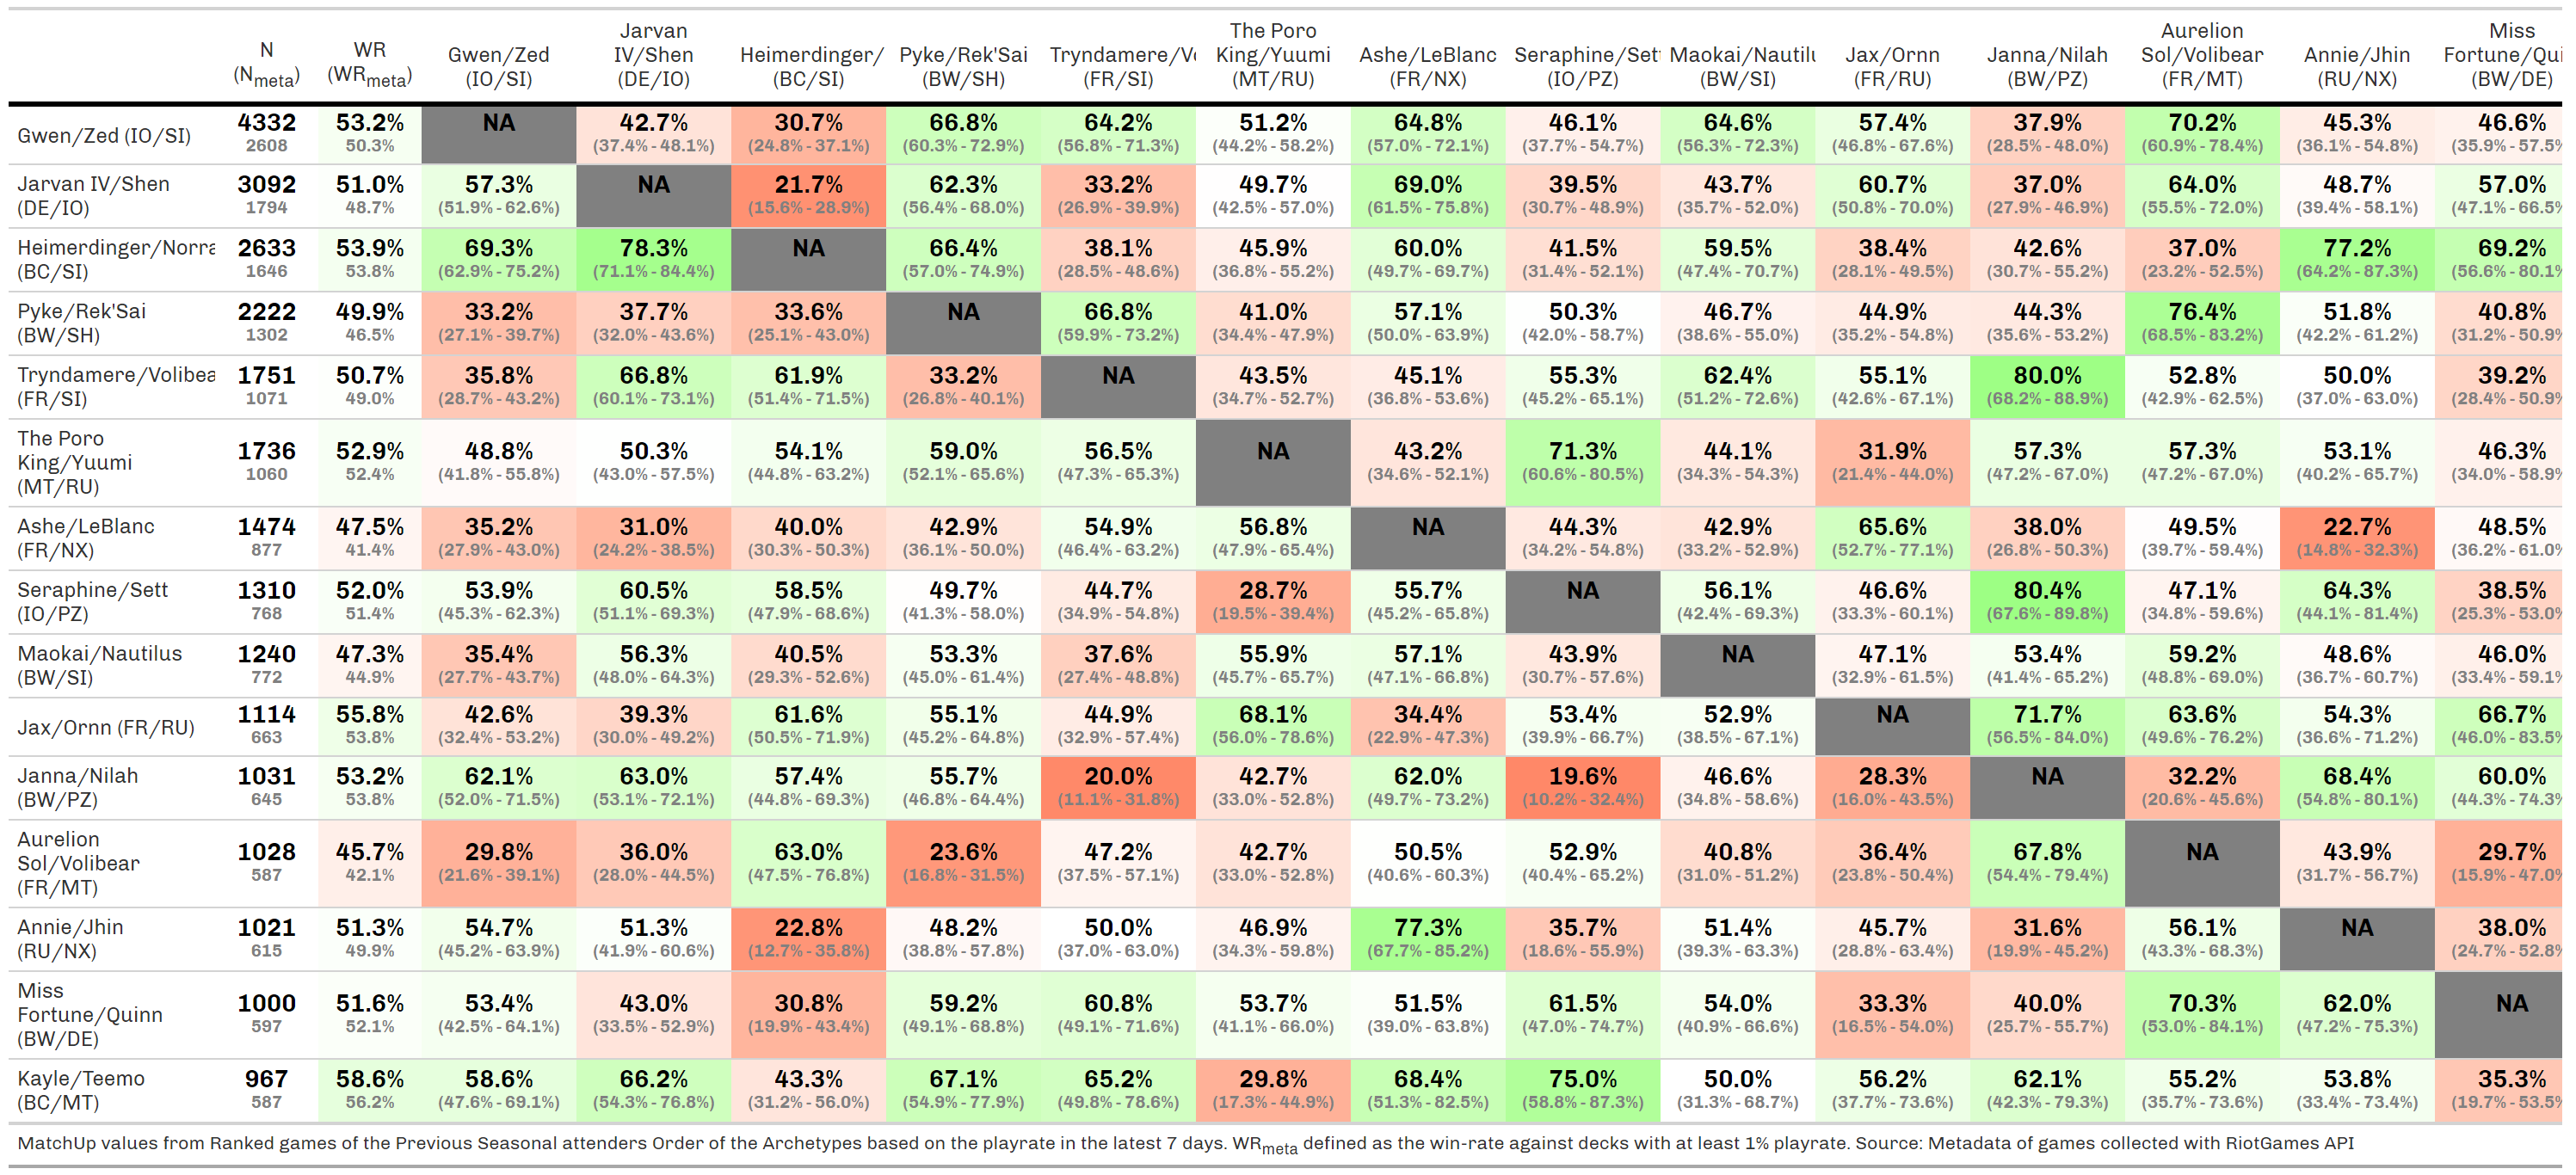 N (N_meta) WR (WR_meta) Gwen/Zed (IO/SI) Jarvan IV/Shen (DE/IO) Heimerdinger/ (BC/SI) Pyke/Rek'Sai (BW/SH) Tryndamere/Vo (FR/SI) The Poro King/Yuumi (MT/RU) Ashe/LeBlanc (FR/NX) Seraphine/Sett (IO/PZ) Maokai/Nautilu (BW/SI) Jax/Ornn (FR/RU) Janna/Nilah (BW/PZ) Aurelion Sol/Volibear (FR/MT) Annie/Jhin (RU/NX) Miss Fortune/Qui (BW/DE)
Gwen/Zed (IO/SI) 4332 53.2% NA 42.7% 30.7% 66.8% 64.2% 51.2% 64.8% 46.1% 64.6% 57.4% 37.9% 70.2% 45.3% 46.6%
2608 50.3% (37.4% - 48.1%) (24.8% - 37.1%) (60.3% - 72.9%) (56.8% - 71.3%) (44.2% - 58.2%) (57.0% - 72.1%) (37.7% - 54.7%) (56.3% - 72.3%) (46.8% - 67.6%) (28.5% - 48.0%) (60.9% - 78.4%) (36.1% - 54.8%) (35.9% - 57.5%
Jarvan IV/Shen 3092 51.0% 57.3% NA 21.7% 62.3% 33.2% 49.7% 69.0% 39.5% 43.7% 60.7% 37.0% 64.0% 48.7% 57.0%
(DE/IO) 1794 48.7% (51.9% - 62.6%) (15.6% - 28.9%) (56.4% - 68.0%) (26.9% - 39.9%) (42.5% - 57.0%) (61.5% - 75.8%) (30.7% - 48.9%) (35.7% - 52.0%) (50.8% - 70.0%) (27.9% - 46.9%) (55.5% - 72.0%) (39.4% - 58.1%) (47.1% - 66.5%
Heimerdinger/Norra 2633 53.9% 69.3% 78.3% NA 66.4% 38.1% 45.9% 60.0% 41.5% 59.5% 38.4% 42.6% 37.0% 77.2% 69.2%
(BC/SI) 1646 53.8% (62.9% - 75.2%) (71.1% - 84.4%) (57.0% - 74.9%) (28.5% - 48.6%) (36.8% - 55.2%) (49.7% - 69.7%) (31.4% - 52.1%) (47.4% - 70.7%) (28.1% - 49.5%) (30.7% - 55.2%) (23.2% - 52.5%) (64.2% - 87.3%) (56.6% - 80.1%
Pyke/Rek'Sai 2222 49.9% 33.2% 37.7% 33.6% NA 66.8% 41.0% 57.1% 50.3% 46.7% 44.9% 44.3% 76.4% 51.8% 40.8%
(BW/SH) 1302 46.5% (27.1% - 39.7%) (32.0% - 43.6%) (25.1% - 43.0%) (59.9% - 73.2%) (34.4% - 47.9%) (50.0% - 63.9%) (42.0% - 58.7%) (38.6% - 55.0%) (35.2% - 54.8%) (35.6% - 53.2%) (68.5% - 83.2%) (42.2% - 61.2%) (31.2% - 50.9%
Tryndamere/Volibea 1751 50.7% 35.8% 66.8% 61.9% 33.2% NA 43.5% 45.1% 55.3% 62.4% 55.1% 80.0% 52.8% 50.0% 39.2%
(FR/SI) 1071 49.0% (28.7% - 43.2%) (60.1% - 73.1%) (51.4% - 71.5%) (26.8% - 40.1%) (34.7% - 52.7%) (36.8% - 53.6%) (45.2% - 65.1%) (51.2% - 72.6%) (42.6% - 67.1%) (68.2% - 88.9%) (42.9% - 62.5%) (37.0% - 63.0%) (28.4% - 50.9%
The Poro
King/Yuumi 1736 52.9% 48.8% 50.3% 54.1% 59.0% 56.5% NA 43.2% 71.3% 44.1% 31.9% 57.3% 57.3% 53.1% 46.3%
(MT/RU) 1060 52.4% (41.8% - 55.8%) (43.0% - 57.5%) (44.8% - 63.2%) (52.1% - 65.6%) (47.3% - 65.3%) (34.6% - 52.1%) (60.6% - 80.5%) (34.3% - 54.3%) (21.4% - 44.0%) (47.2% - 67.0%) (47.2% - 67.0%) (40.2% - 65.7%) (34.0% - 58.9%
Ashe/LeBlanc 1474 47.5% 35.2% 31.0% 40.0% 42.9% 54.9% 56.8% NA 44.3% 42.9% 65.6% 38.0% 49.5% 22.7% 48.5%
(FR/NX) 877 41.4% (27.9% - 43.0%) (24.2% - 38.5%) (30.3% - 50.3%) (36.1% - 50.0%) (46.4% - 63.2%) (47.9% - 65.4%) (34.2% - 54.8%) (33.2% - 52.9%) (52.7% - 77.1%) (26.8% - 50.3%) (39.7% - 59.4%) (14.8% - 32.3%) (36.2% - 61.0%
Seraphine/Sett 1310 52.0% 53.9% 60.5% 58.5% 49.7% 44.7% 28.7% 55.7% NA 56.1% 46.6% 80.4% 47.1% 64.3% 38.5%
(IO/PZ) 768 51.4% (45.3% - 62.3%) (51.1% - 69.3%) (47.9% - 68.6%) (41.3% - 58.0%) (34.9% - 54.8%) (19.5% - 39.4%) (45.2% - 65.8%) (42.4% - 69.3%) (33.3% - 60.1%) (67.6% - 89.8%) (34.8% - 59.6%) (44.1% - 81.4%) (25.3% - 53.0%
Maokai/Nautilus 1240 47.3% 35.4% 56.3% 40.5% 53.3% 37.6% 55.9% 57.1% 43.9% NA 47.1% 53.4% 59.2% 48.6% 46.0%
(BW/SI) 772 44.9% (27.7% - 43.7%) (48.0% - 64.3%) (29.3% - 52.6%) (45.0% - 61.4%) (27.4% - 48.8%) (45.7% - 65.7%) (47.1% - 66.8%) (30.7% - 57.6%) (32.9% - 61.5%) (41.4% - 65.2%) (48.8% - 69.0%) (36.7% - 60.7%) (33.4% - 59.1%
Jax/Ornn (FR/RU) 1114 55.8% 42.6% 39.3% 61.6% 55.1% 44.9% 68.1% 34.4% 53.4% 52.9% NA 71.7% 63.6% 54.3% 66.7%
663 53.8% (32.4% - 53.2%) (30.0% - 49.2%) (50.5% - 71.9%) (45.2% - 64.8%) (32.9% - 57.4%) (56.0% - 78.6%) (22.9% - 47.3%) (39.9% - 66.7%) (38.5% - 67.1%) (56.5% - 84.0%) (49.6% - 76.2%) (36.6% - 71.2%) (46.0% - 83.5%
Janna/Nilah 1031 53.2% 62.1% 63.0% 57.4% 55.7% 20.0% 42.7% 62.0% 19.6% 46.6% 28.3% NA 32.2% 68.4% 60.0%
(BW/PZ) 645 53.8% (52.0% - 71.5%) (53.1% - 72.1%) (44.8% - 69.3%) (46.8% - 64.4%) (11.1% - 31.8%) (33.0% - 52.8%) (49.7% - 73.2%) (10.2% - 32.4%) (34.8% - 58.6%) (16.0% - 43.5%) (20.6% - 45.6%) (54.8% - 80.1%) (44.3% - 74.3%
Aurelion
Sol/Volibear 1028 45.7% 29.8% 36.0% 63.0% 23.6% 47.2% 42.7% 50.5% 52.9% 40.8% 36.4% 67.8% NA 43.9% 29.7%
(FR/MT) 587 42.1% (21.6% - 39.1%) (28.0% - 44.5%) (47.5% - 76.8%) (16.8% - 31.5%) (37.5% - 57.1%) (33.0% - 52.8%) (40.6% - 60.3%) (40.4% - 65.2%) (31.0% - 51.2%) (23.8% - 50.4%) (54.4% - 79.4%) (31.7% - 56.7%) (15.9% - 47.0%
Annie/Jhin 1021 51.3% 54.7% 51.3% 22.8% 48.2% 50.0% 46.9% 77.3% 35.7% 51.4% 45.7% 31.6% 56.1% NA 38.0%
(RU/NX) 615 49.9% (45.2% - 63.9%) (41.9% - 60.6%) (12.7% - 35.8%) (38.8% - 57.8%) (37.0% - 63.0%) (34.3% - 59.8%) (67.7% - 85.2%) (18.6% - 55.9%) (39.3% - 63.3%) (28.8% - 63.4%) (19.9% - 45.2%) (43.3% - 68.3%) (24.7% - 52.8%
Miss
Fortune/Quinn 1000 51.6% 53.4% 43.0% 30.8% 59.2% 60.8% 53.7% 51.5% 61.5% 54.0% 33.3% 40.0% 70.3% 62.0% NA
(BW/DE) 597 52.1% (42.5% - 64.1%) (33.5% - 52.9%) (19.9% - 43.4%) (49.1% - 68.8%) (49.1% - 71.6%) (41.1% - 66.0%) (39.0% - 63.8%) (47.0% - 74.7%) (40.9% - 66.6%) (16.5% - 54.0%) (25.7% - 55.7%) (53.0% - 84.1%) (47.2% - 75.3%)
Kayle/Teemo 967 58.6% 58.6% 66.2% 43.3% 67.1% 65.2% 29.8% 68.4% 75.0% 50.0% 56.2% 62.1% 55.2% 53.8% 35.3%
(BC/MT) 587 56.2% (47.6% - 69.1%) (54.3% - 76.8%) (31.2% - 56.0%) (54.9% - 77.9%) (49.8% - 78.6%) (17.3% - 44.9%) (51.3% - 82.5%) (58.8% - 87.3%) (31.3% - 68.7%) (37.7% - 73.6%) (42.3% - 79.3%) (35.7% - 73.6%) (33.4% - 73.4%) (19.7% - 53.5%
MatchUp values from Ranked games of the Previous Seasonal attenders Order of the Archetypes based on the playrate in the latest 7 days. WR_meta defined as the win-rate against decks with at least 1% playrate. Source: Metadata of games collected with RiotGames API